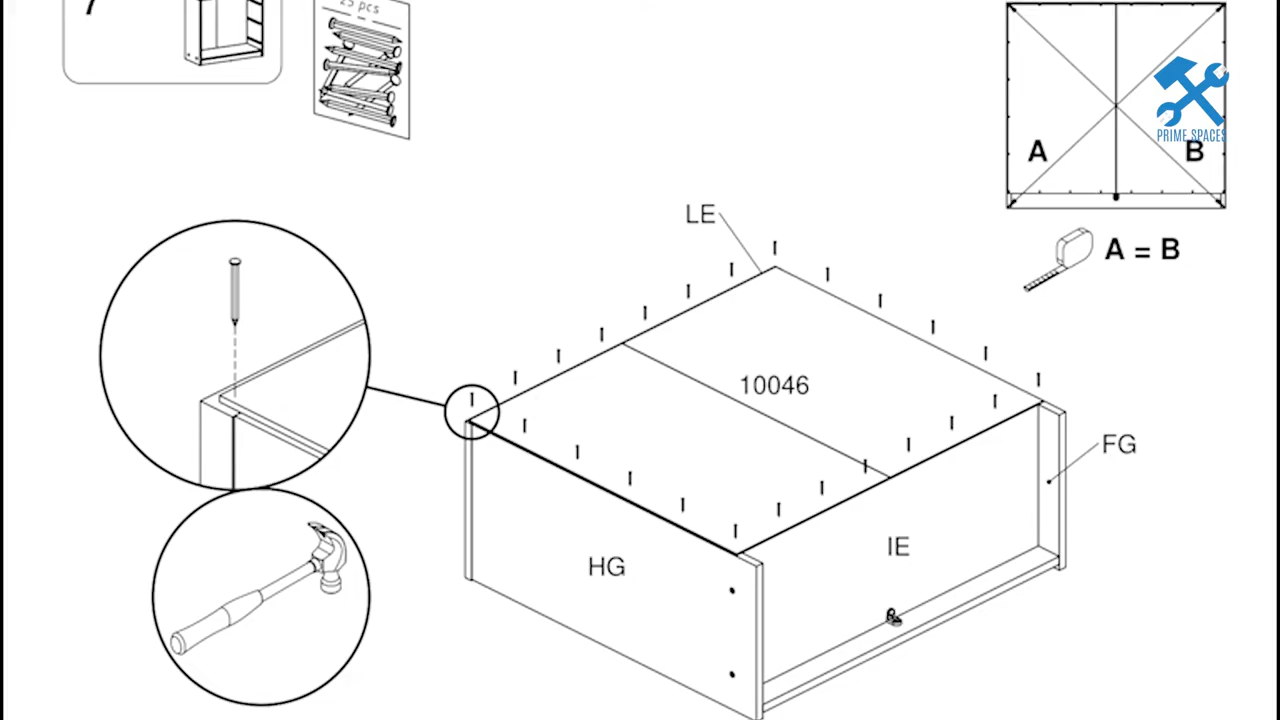 7
25 pcs
A
B
PRIME SPACES
A = B
LE
10046
FG
HG
IE